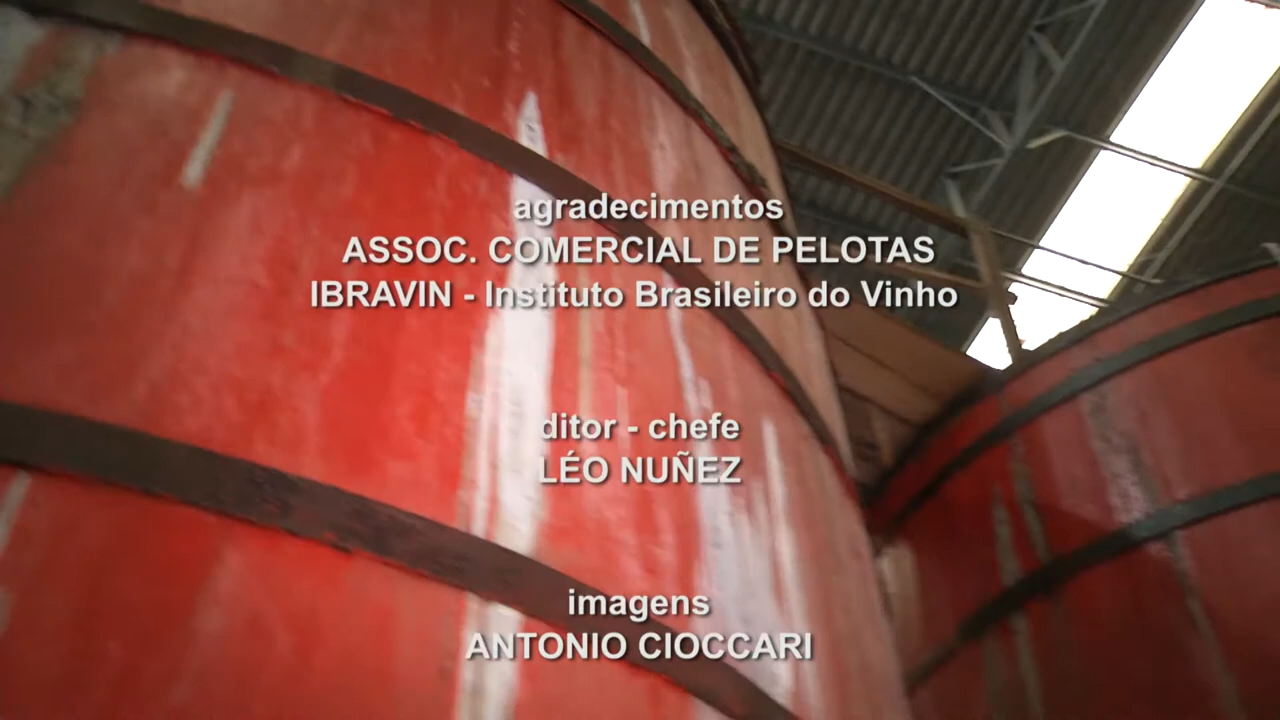 agradecimentos
ASSOC. COMERCIAL DE PELOTAS
IBRAVIN - Instituto Brasileiro do Vinho
ditor - chefe
LÉO NUÑEZ
imagens
ANTONIO CIOCCARI